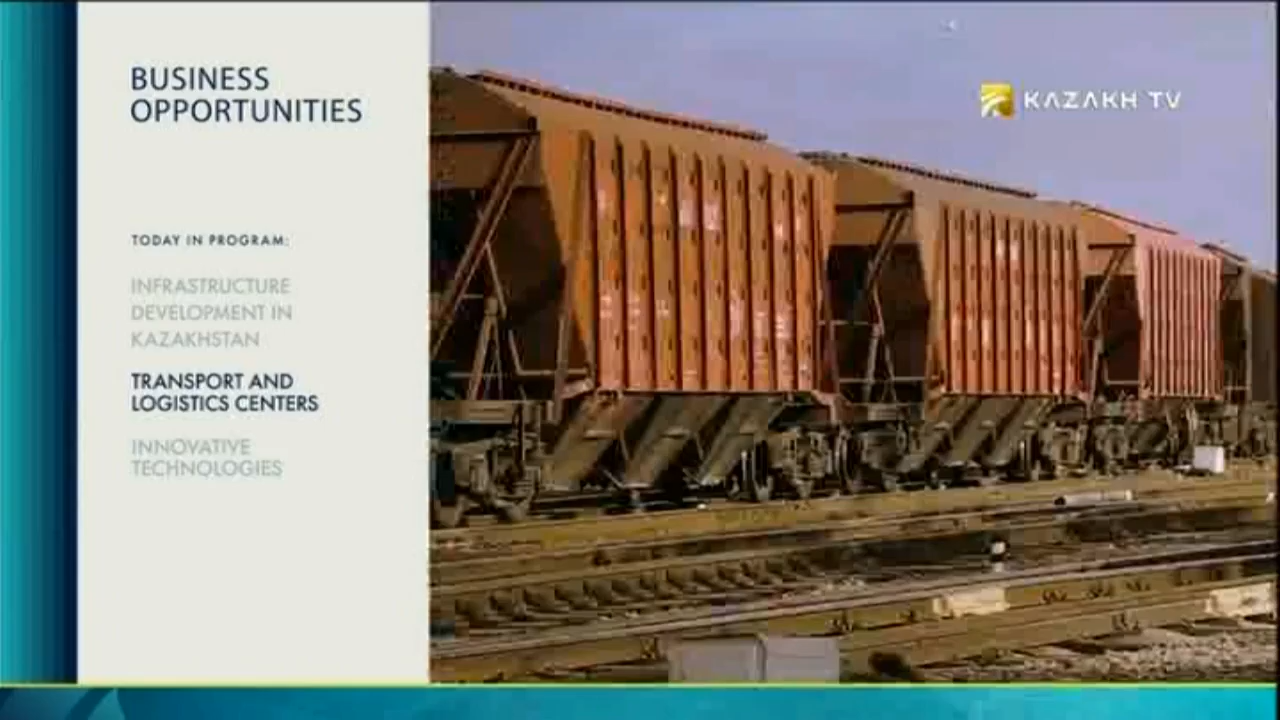 BUSINESS
OPPORTUNITIES
KAZAKH TV
TODAY IN PROGRAM:
INFRASTRUCTURE
DEVELOPMENT IN
KAZAKHSTAN
TRANSPORT AND
LOGISTICS CENTERS
INNOVATIVE
TECHNOLOGIES